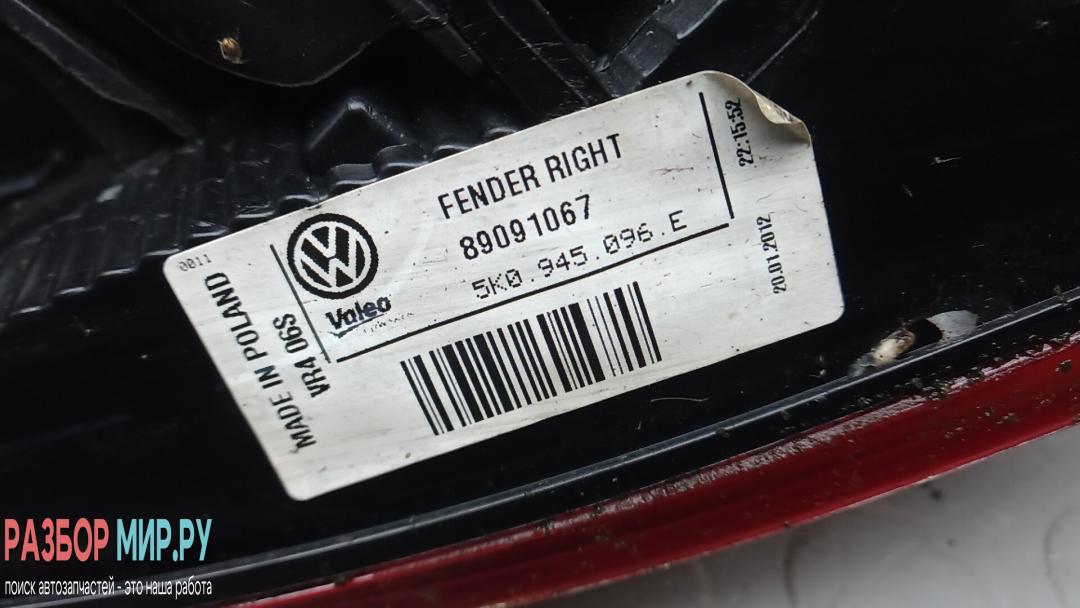 0011
MADE IN POLAND
VR4 06S
Valeo
FENDER RIGHT
89091067
5K0.945.096.E
22:15:52
20.01.2012
РАЗБОР МИР.РУ
поиск автозапчастей - это наша работа